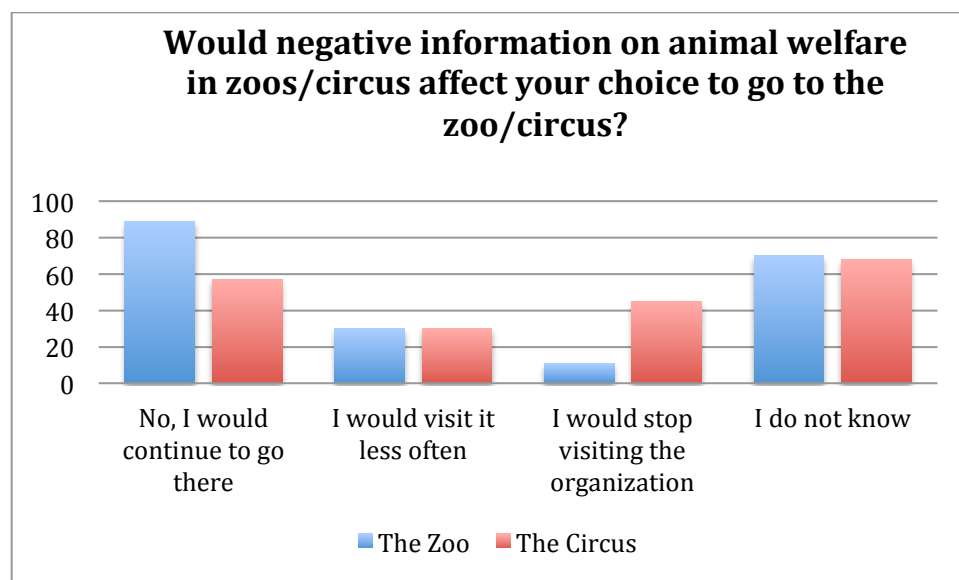 Would negative information on animal welfare
in zoos/circus affect your choice to go to the
zoo/circus?
100
80
60
40
20
0
No, I would
continue to go
there
I would visit it
less often
I would stop
visiting the
organization
I do not know
The Zoo
The Circus